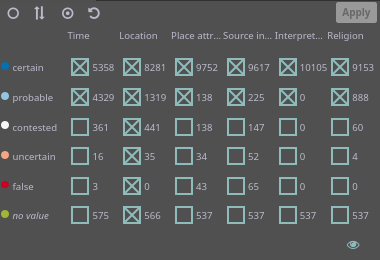 Apply
Time Location Place attr... Source in... Interpret... Religion
certain 5358 8281 9752 9617 10105 9153
probable 4329 1319 138 225 0 888
contested 361 441 138 147 0 60
uncertain 16 35 34 52 0 4
false 3 0 43 65 0 0
no value 575 566 537 537 537 537